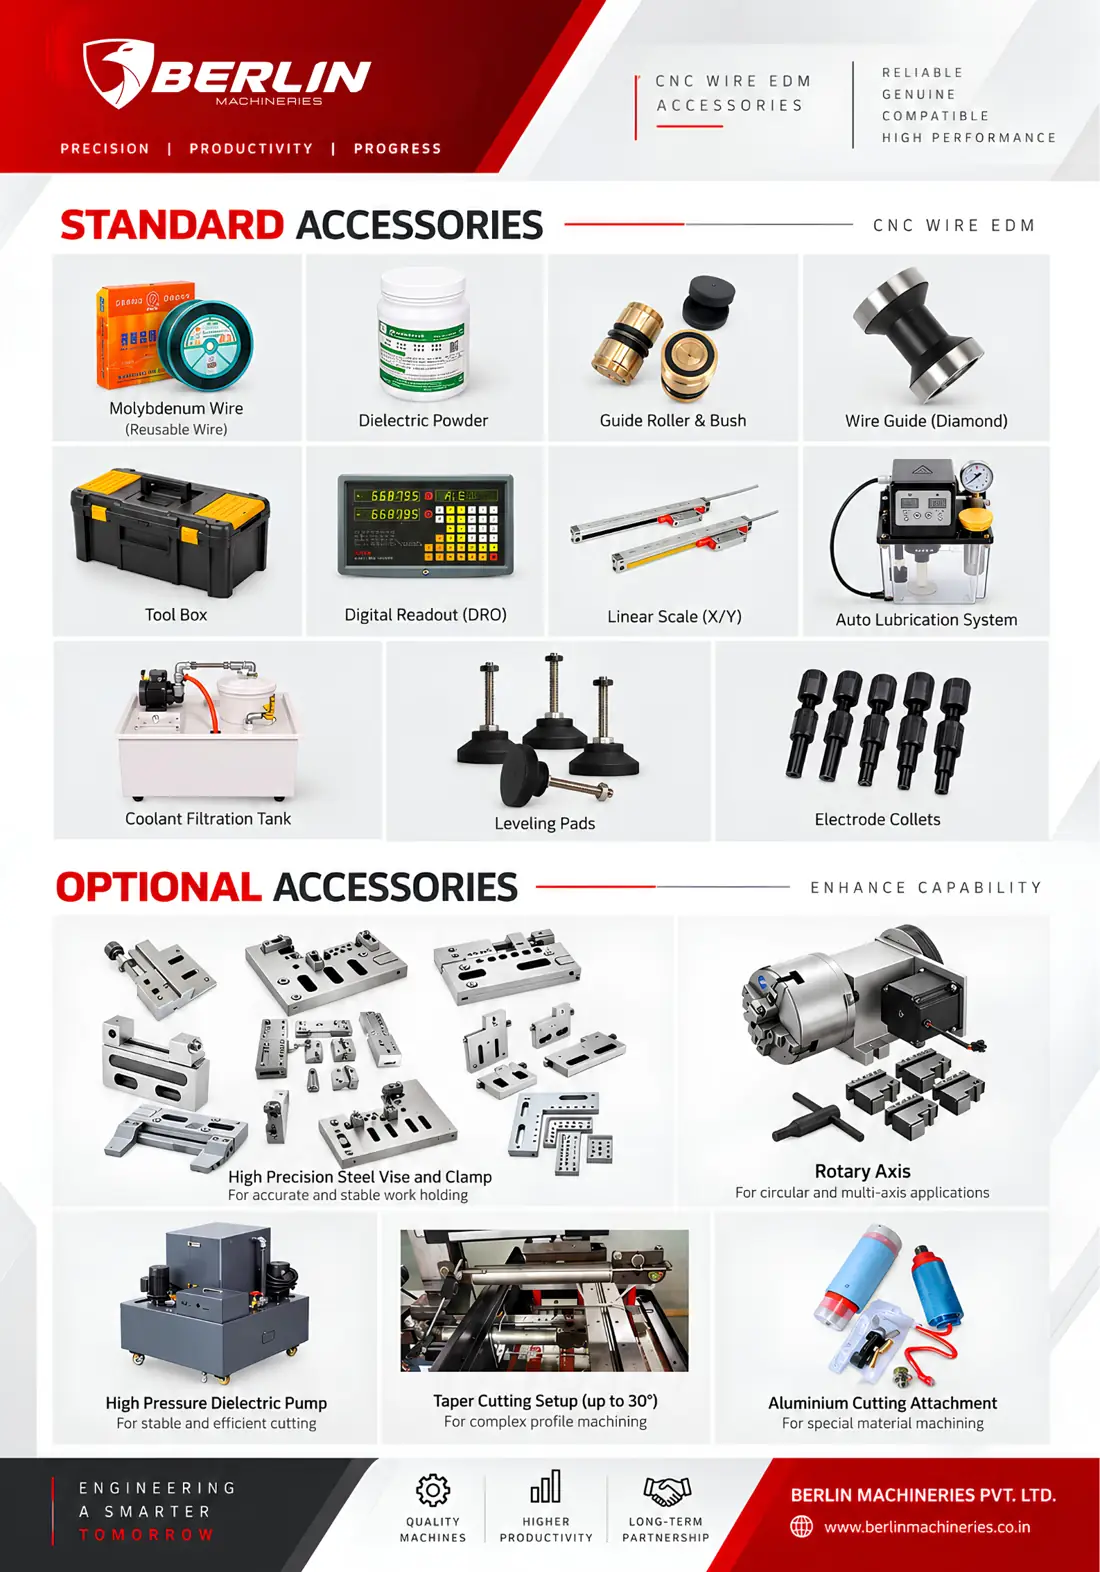 BERLIN
MACHINERIES
PRECISION | PRODUCTIVITY | PROGRESS
CNC WIRE EDM
ACCESSORIES
RELIABLE
GENUINE
COMPATIBLE
HIGH PERFORMANCE
STANDARD ACCESSORIES
CNC WIRE EDM
Molybdenum Wire
(Reusable Wire)
Dielectric Powder
Guide Roller & Bush
Wire Guide (Diamond)
668795
668795
Tool Box
Digital Readout (DRO)
Linear Scale (X/Y)
Auto Lubrication System
Coolant Filtration Tank
Leveling Pads
Electrode Collets
OPTIONAL ACCESSORIES
ENHANCE CAPABILITY
High Precision Steel Vise and Clamp
For accurate and stable work holding
Rotary Axis
For circular and multi-axis applications
High Pressure Dielectric Pump
For stable and efficient cutting
Taper Cutting Setup (up to 30°)
For complex profile machining
Aluminium Cutting Attachment
For special material machining
ENGINEERING
A SMARTER
TOMORROW
QUALITY
MACHINES
HIGHER
PRODUCTIVITY
LONG-TERM
PARTNERSHIP
BERLIN MACHINERIES PVT. LTD.
www.berlinmachineries.co.in